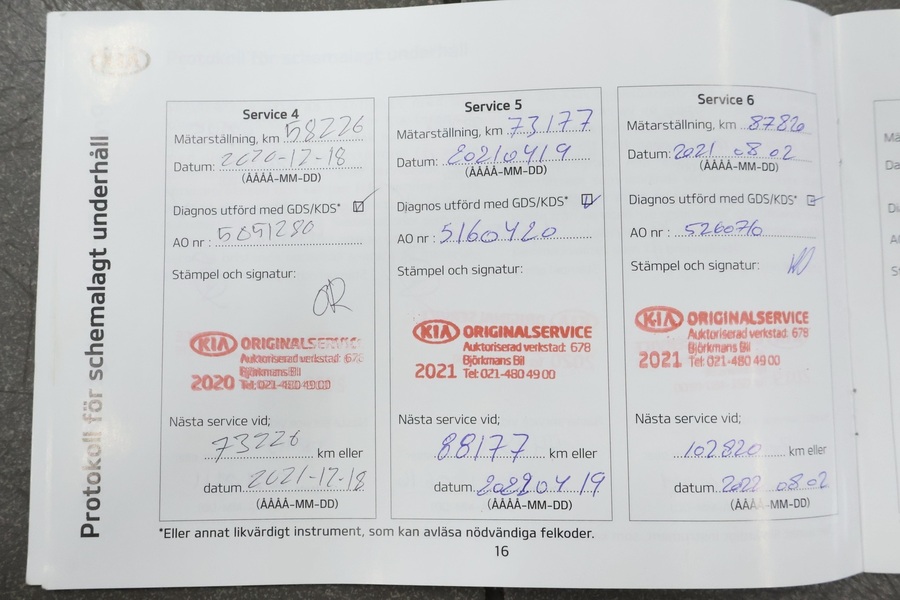 KIA
Protokoll för schemalagt underhåll
Service 4
Mätarställning, km 58226
Datum: 2020-12-18
(ÅÅÅÅ-MM-DD)
Diagnos utförd med GDS/KDS*
AO nr : 5051280
Stämpel och signatur:
KIA ORIGINALSERVICE
Auktoriserad verkstad: 678
Björkmans Bil
2020 Tel: 021-480 49 00
Nästa service vid;
73226 km eller
datum. 2021-12-18
(ÅÅÅÅ-MM-DD)
Service 5
Mätarställning, km 73177
Datum: 20210419
(ÅÅÅÅ-MM-DD)
Diagnos utförd med GDS/KDS*
AO nr : 5160420
Stämpel och signatur:
KIA ORIGINALSERVICE
Auktoriserad verkstad: 678
Björkmans Bil
2021 Tel: 021-480 49 00
Nästa service vid;
88177 km eller
datum. 20220419
(ÅÅÅÅ-MM-DD)
Service 6
Mätarställning, km 87820
Datum: 2021 08 02
(ÅÅÅÅ-MM-DD)
Diagnos utförd med GDS/KDS*
AO nr : 5260710
Stämpel och signatur:
KIA ORIGINALSERVICE
Auktoriserad verkstad: 678
Björkmans Bil
2021 Tel: 021-480 49 00
Nästa service vid;
102820 km eller
datum. 2022 08 02
(ÅÅÅÅ-MM-DD)
*Eller annat likvärdigt instrument, som kan avläsa nödvändiga felkoder.
16